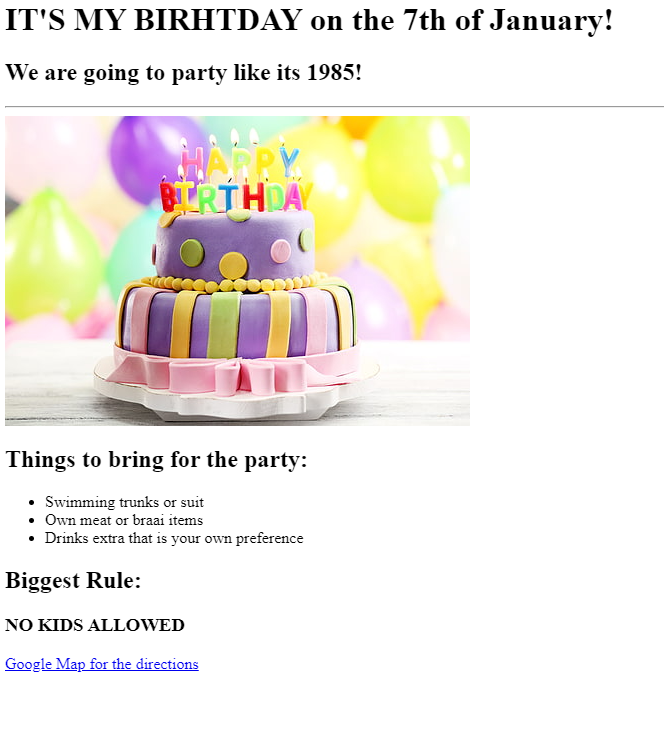 IT'S MY BIRHTDAY on the 7th of January!
We are going to party like its 1985!
HAPPY
BIRTHDAY
Things to bring for the party:
Swimming trunks or suit
Own meat or braai items
Drinks extra that is your own preference
Biggest Rule:
NO KIDS ALLOWED
Google Map for the directions